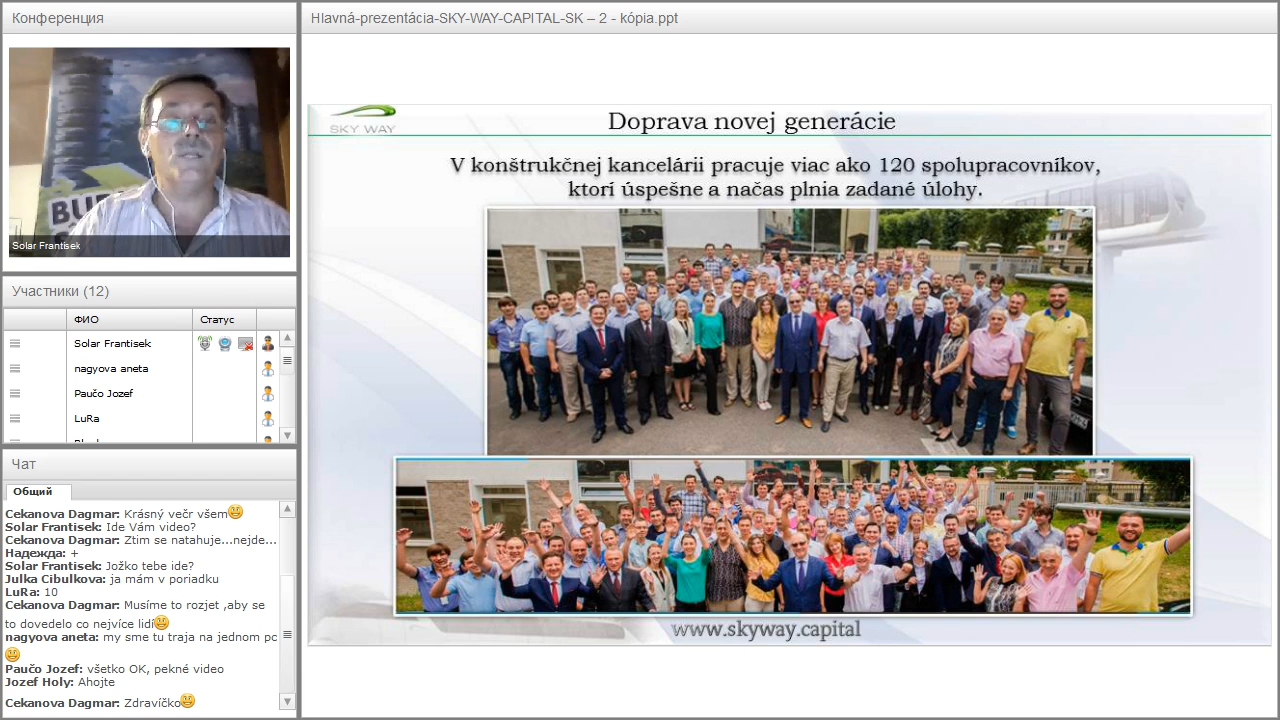 Конференция
BU
Solar Frantisek
Участники (12)
ФИО
Статус
Solar Frantisek
nagyova aneta
Paučo Jozef
LuRa
Чат
Общий
Cekanova Dagmar: Krásný večr všem
Solar Frantisek: Ide Vám video?
Cekanova Dagmar: Ztim se natahuje...nejde...
Надежда: +
Solar Frantisek: Jožko tebe ide?
Julka Cibulkova: ja mám v poriadku
LuRa: 10
Cekanova Dagmar: Musíme to rozjet ,aby se
to dovedelo co nejvíce lidí
nagyova aneta: my sme tu traja na jednom pc
Paučo Jozef: všetko OK, pekné video
Jozef Holy: Ahojte
Cekanova Dagmar: Zdravíčko
Hlavná-prezentácia-SKY-WAY-CAPITAL-SK – 2 - kópia.ppt
SKY WAY
Doprava novej generácie
V konštrukčnej kancelárii pracuje viac ako 120 spolupracovníkov,
ktorí úspešne a načas plnia zadané úlohy.
www.skyway.capital